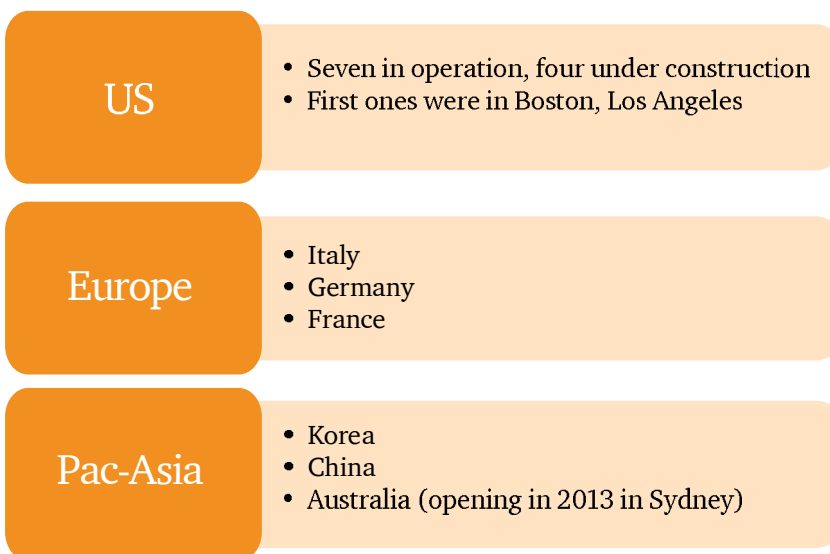 US
• Seven in operation, four under construction
• First ones were in Boston, Los Angeles
Europe
• Italy
• Germany
• France
Pac-Asia
• Korea
• China
• Australia (opening in 2013 in Sydney)